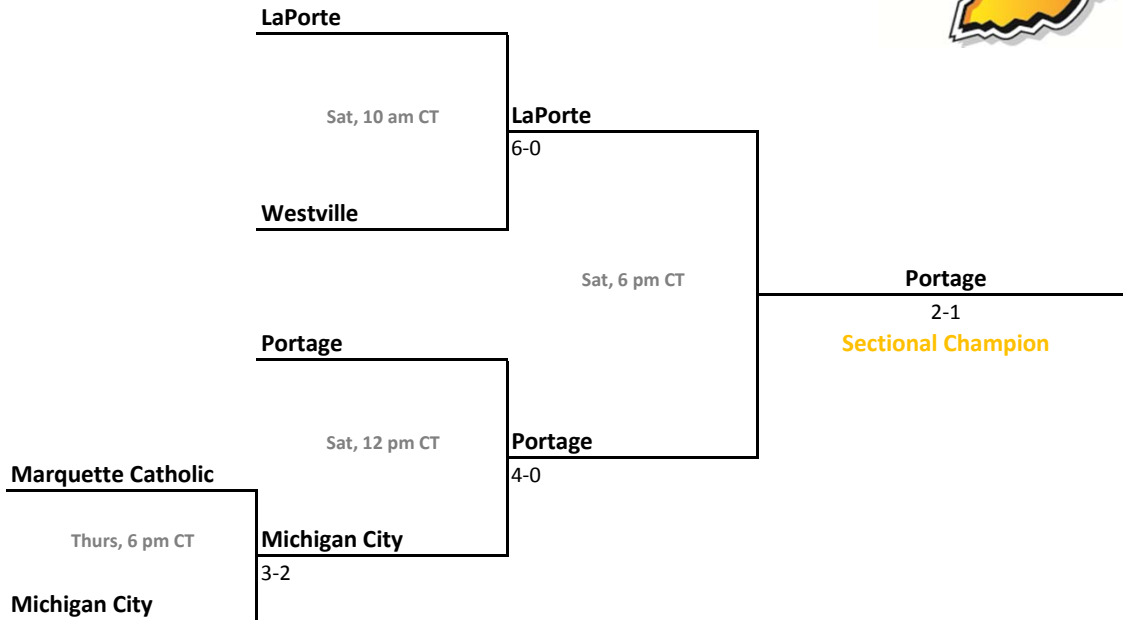 LaPorte
Sat, 10 am CT
LaPorte
6-0
Westville
Sat, 6 pm CT
Portage
2-1
Sectional Champion
Portage
Sat, 12 pm CT
Portage
4-0
Marquette Catholic
Thurs, 6 pm CT
Michigan City
3-2
Michigan City